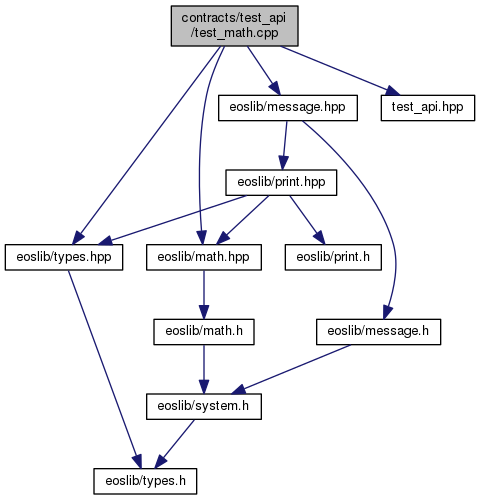 contracts/test_api
/test_math.cpp
eoslib/message.hpp
test_api.hpp
eoslib/print.hpp
eoslib/types.hpp
eoslib/math.hpp
eoslib/print.h
eoslib/math.h
eoslib/message.h
eoslib/system.h
eoslib/types.h